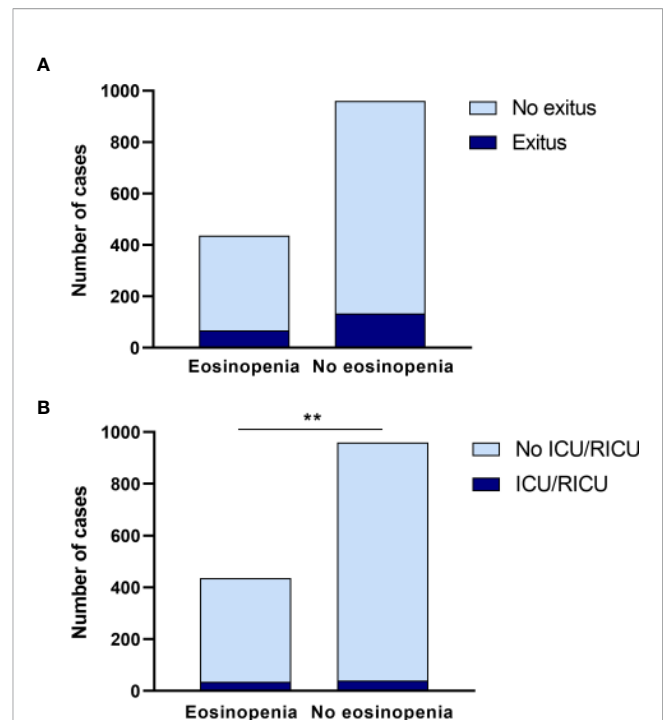 A
Number of cases
1000
800
600
400
200
0
Eosinopenia No eosinopenia
No exitus
Exitus
B
Number of cases
1000
800
600
400
200
0
**
Eosinopenia No eosinopenia
No ICU/RICU
ICU/RICU